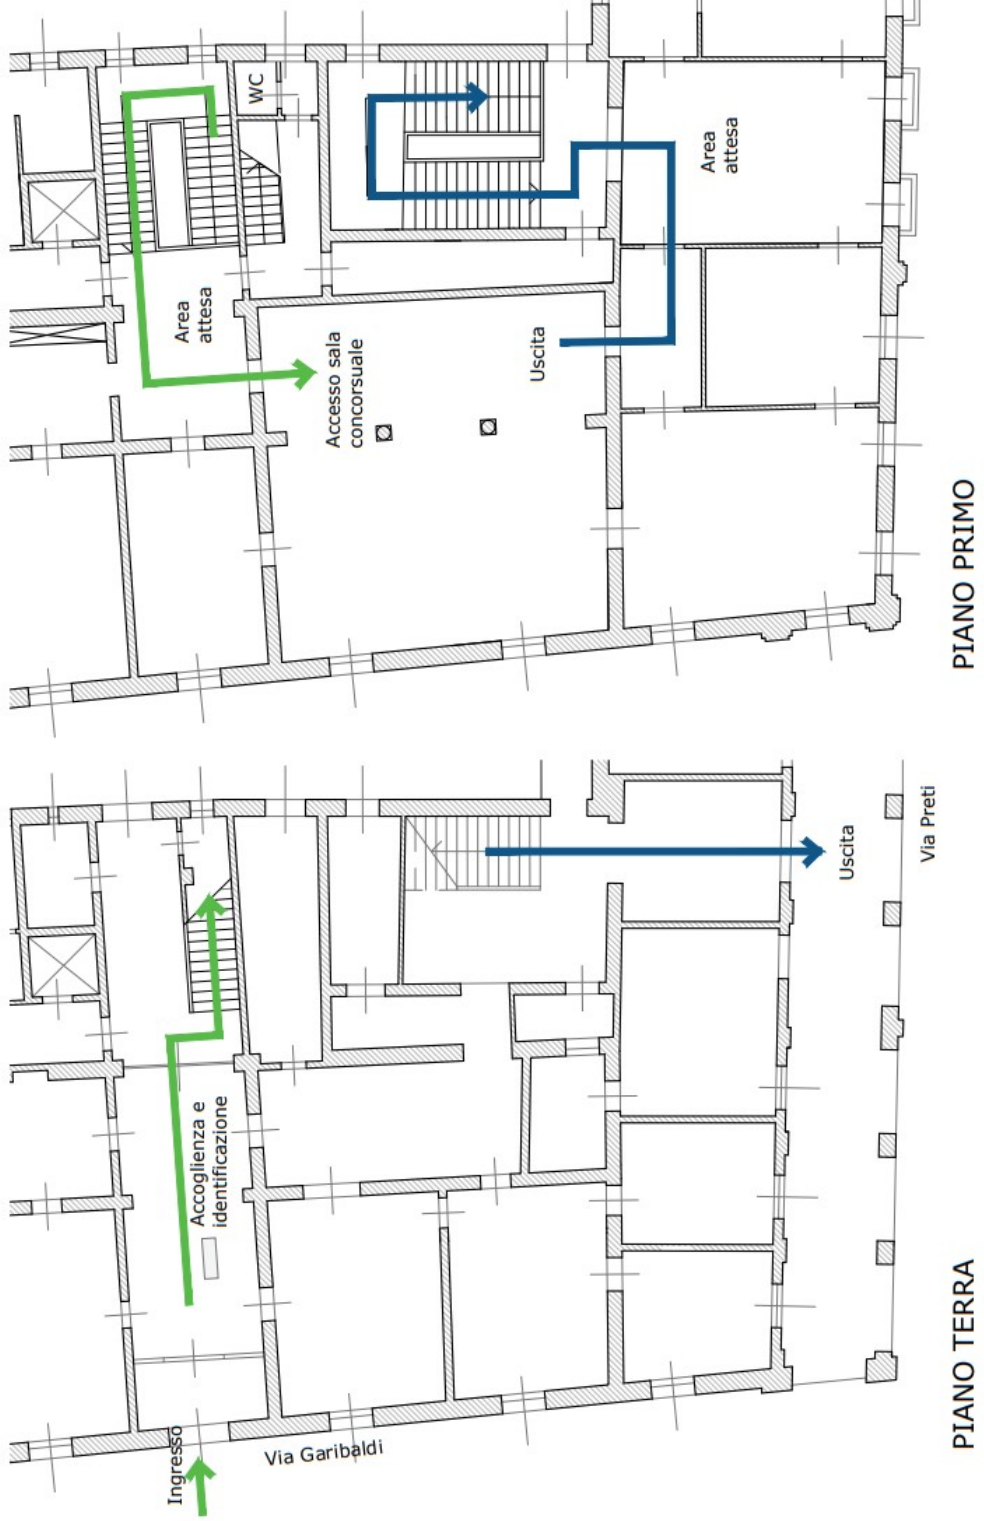 WC
Area
attesa
Area
attesa
Accesso sala
concorsuale
Uscita
PIANO PRIMO
Accoglienza e
identificazione
Ingresso
Via Garibaldi
Uscita
Via Preti
PIANO TERRA